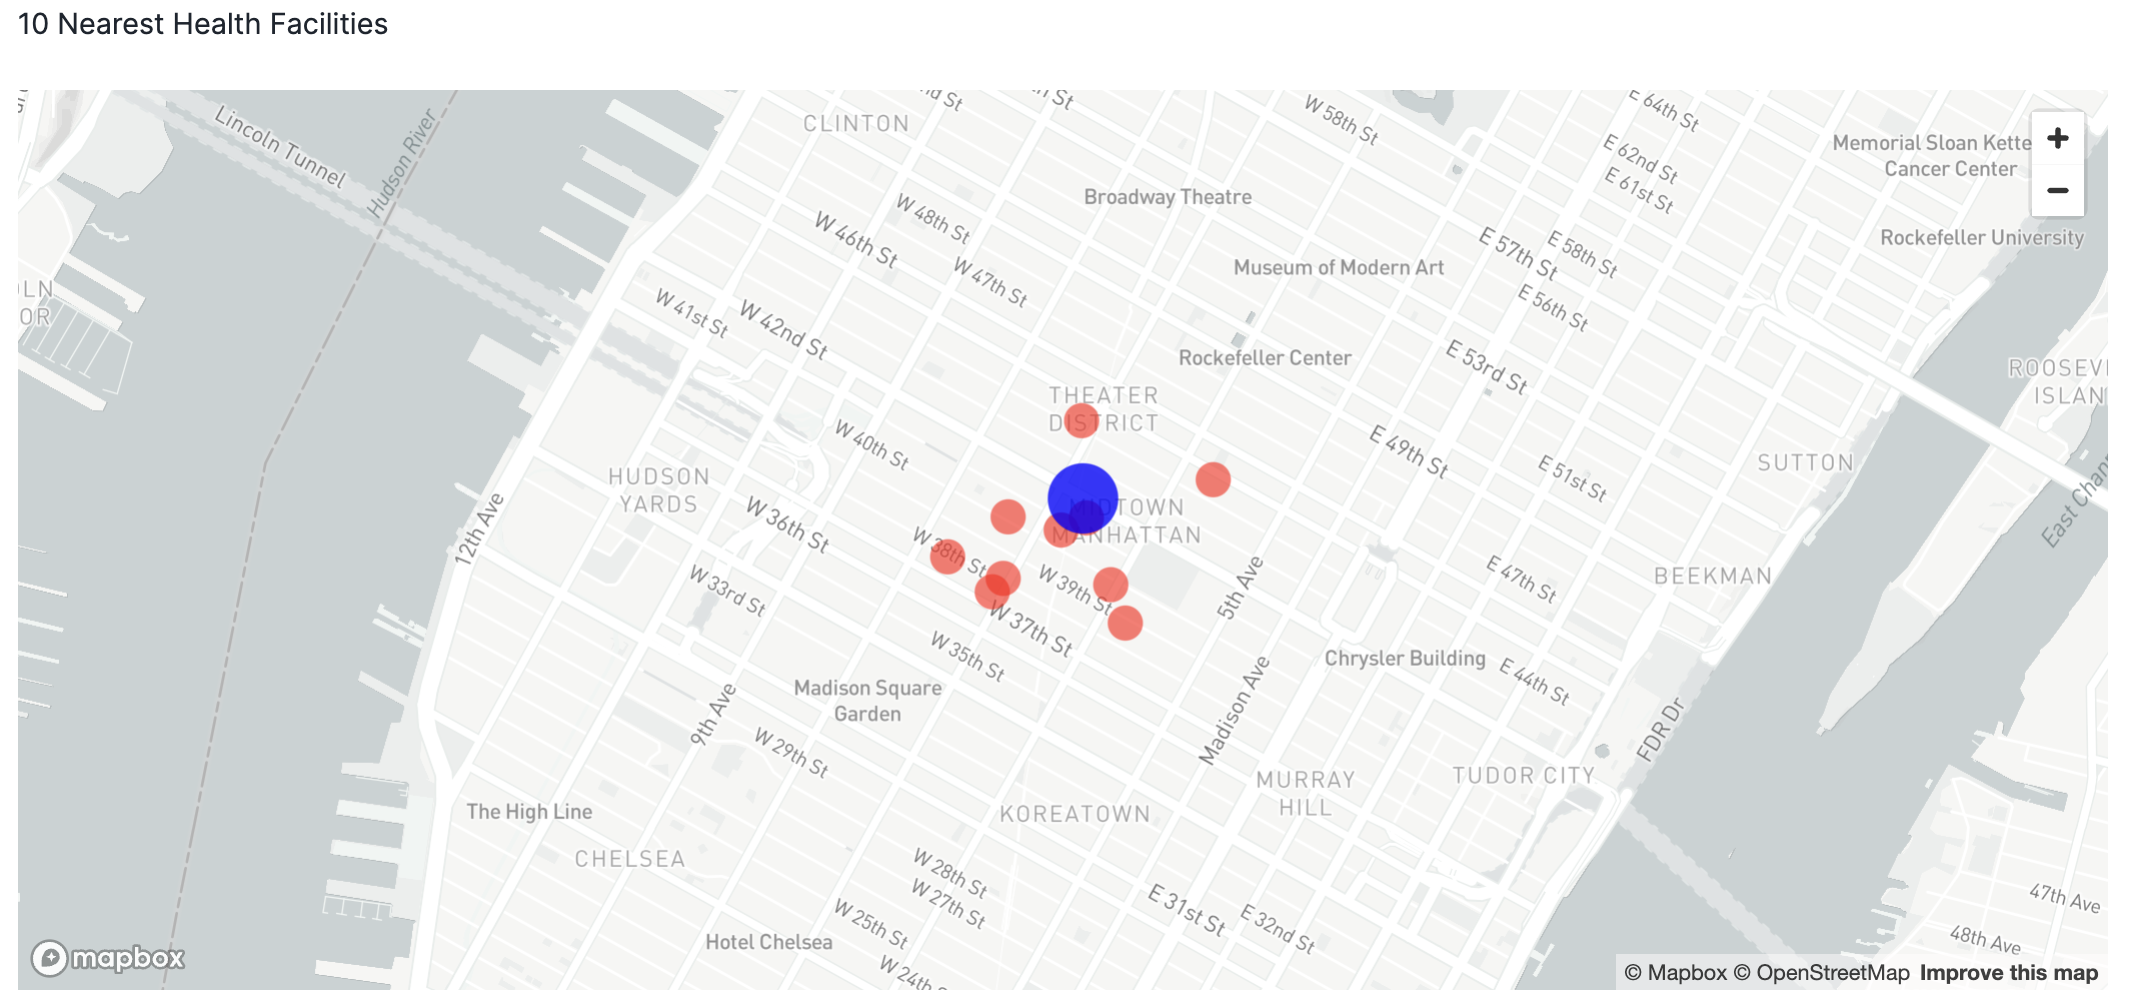 10 Nearest Health Facilities
Lincoln Tunnel
Hudson River
CLINTON
W 58th St
E 64th St
E 62nd St
E 61st St
Memorial Sloan Kette
Cancer Center
+
−
Broadway Theatre
W 48th St
W 46th St
W 47th St
Museum of Modern Art
E 57th St
E 58th St
E 56th St
Rockefeller University
W 41st St
W 42nd St
Rockefeller Center
E 53rd St
ROOSEV
ISLAN
THEATER
DISTRICT
W 40th St
E 49th St
E 51st St
SUTTON
HUDSON
YARDS
12th Ave
W 36th St
MIDTOWN
MANHATTAN
East Chann
W 38th St
W 39th St
W 33rd St
5th Ave
E 47th St
BEEKMAN
W 37th St
W 35th St
Chrysler Building
E 44th St
Madison Square
Garden
9th Ave
Madison Ave
FDR Dr
W 29th St
MURRAY
HILL
TUDOR CITY
The High Line
KOREATOWN
CHELSEA
W 28th St
W 27th St
W 25th St
E 31st St
E 32nd St
47th Ave
48th Ave
Hotel Chelsea
W 24th S
mapbox
© Mapbox © OpenStreetMap Improve this map